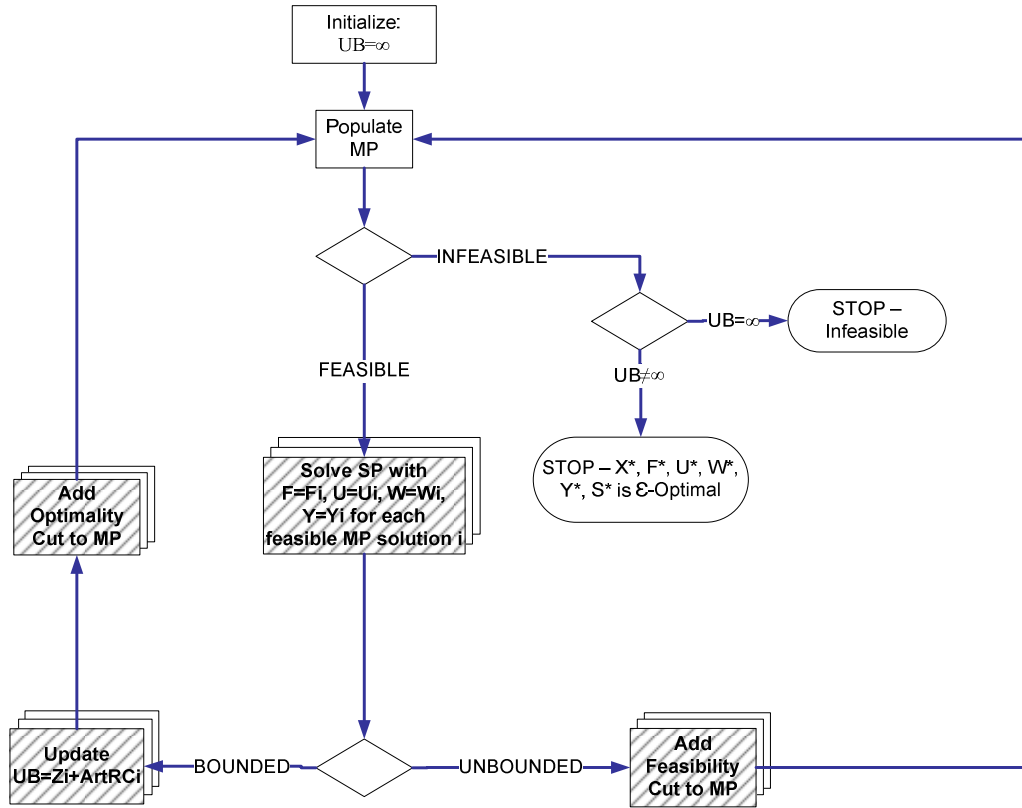 Initialize:
UB=∞
Populate
MP
INFEASIBLE
UB=∞
STOP –
Infeasible
FEASIBLE
UB≠∞
STOP – X*, F*, U*, W*,
Y*, S* is Ɛ-Optimal
Solve SP with
F=Fi, U=Ui, W=Wi,
Y=Yi for each
feasible MP solution i
Add
Optimality
Cut to MP
Update
UB=Zi+ArtRCi
BOUNDED
UNBOUNDED
Add
Feasibility
Cut to MP